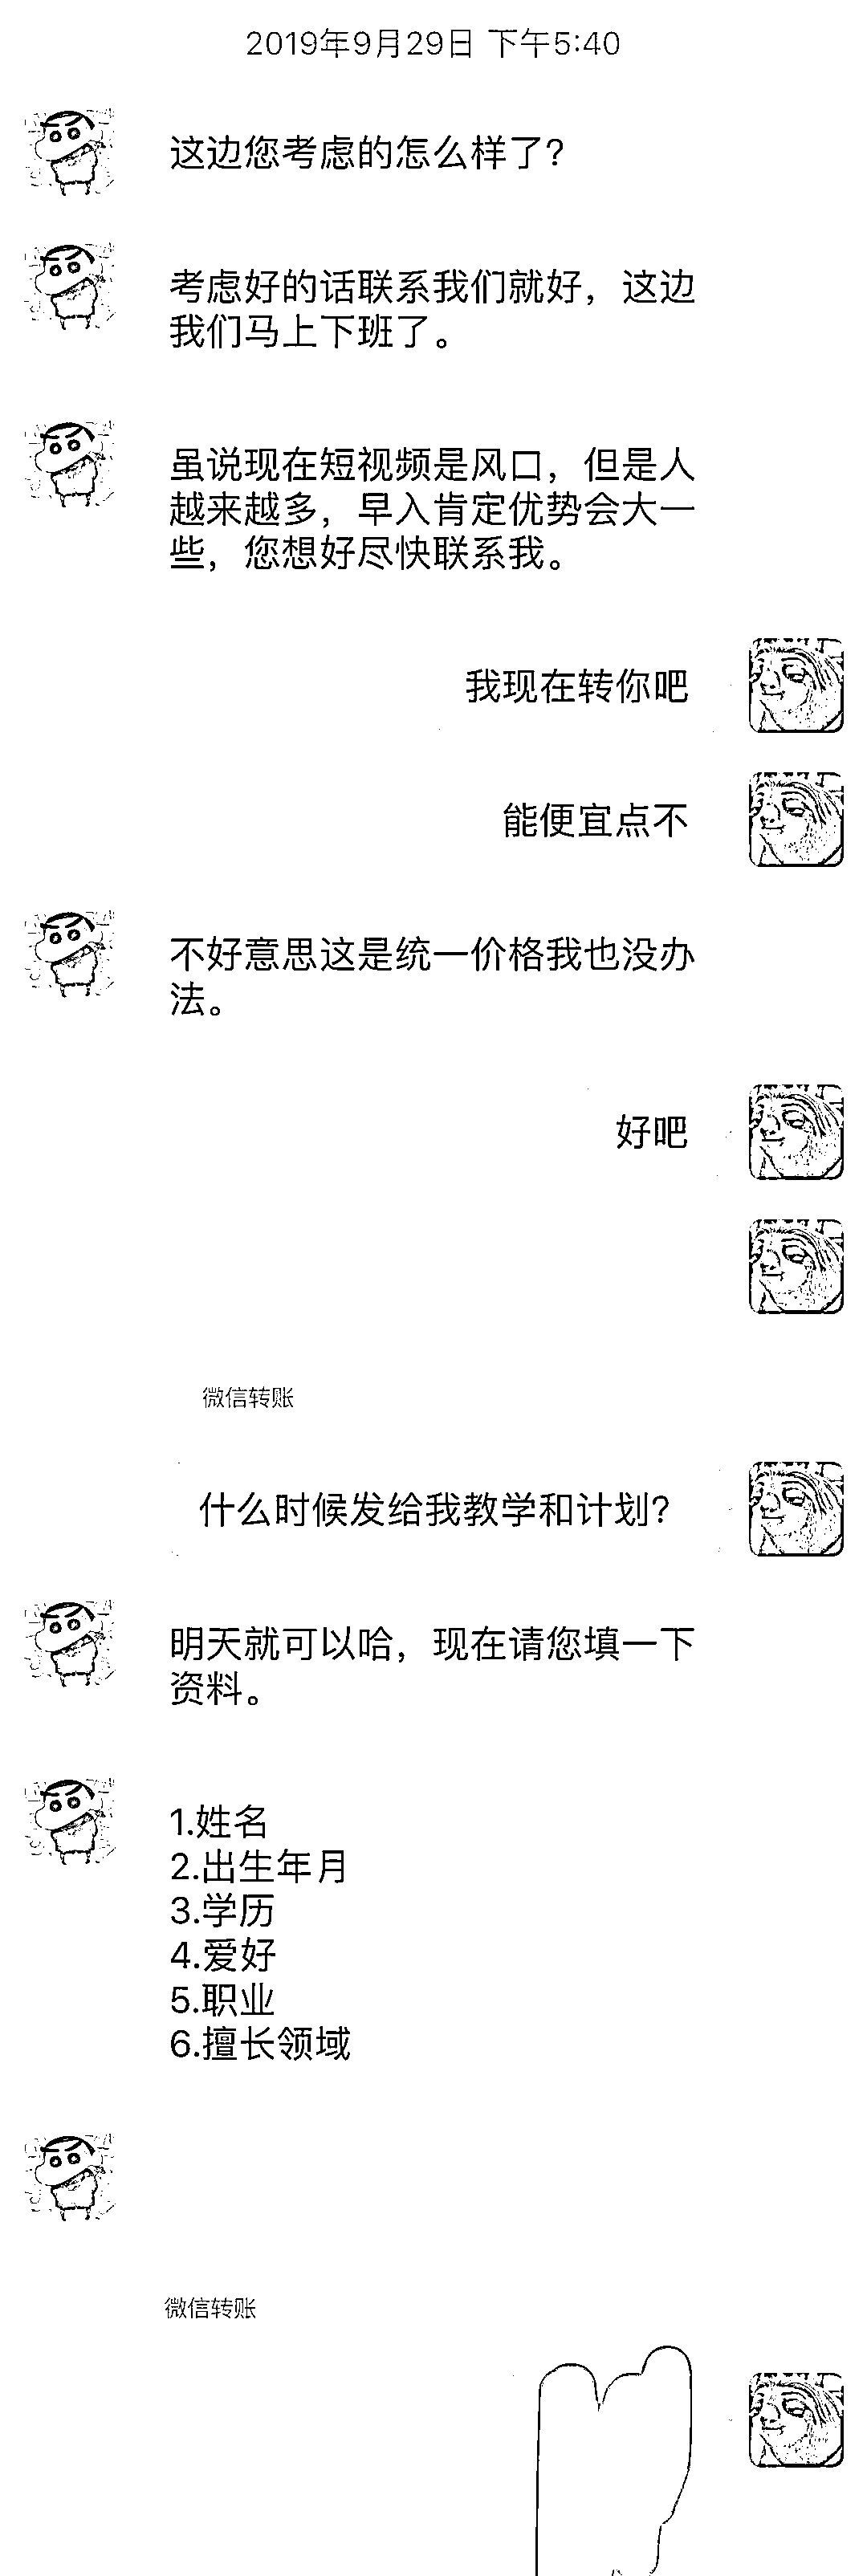 2019年9月29日 下午5:40
这边您考虑的怎么样了?
考虑好的话联系我们就好，这边
我们马上下班了。
虽说现在短视频是风口，但是人
越来越多，早入肯定优势会大一
些，您想好尽快联系我。
我现在转你吧
能便宜点不
不好意思这是统一价格我也没办
法。
好吧
微信转账
什么时候发给我教学和计划?
明天就可以哈，现在请您填一下
资料。
1.姓名
2.出生年月
3.学历
4.爱好
5.职业
6.擅长领域
微信转账